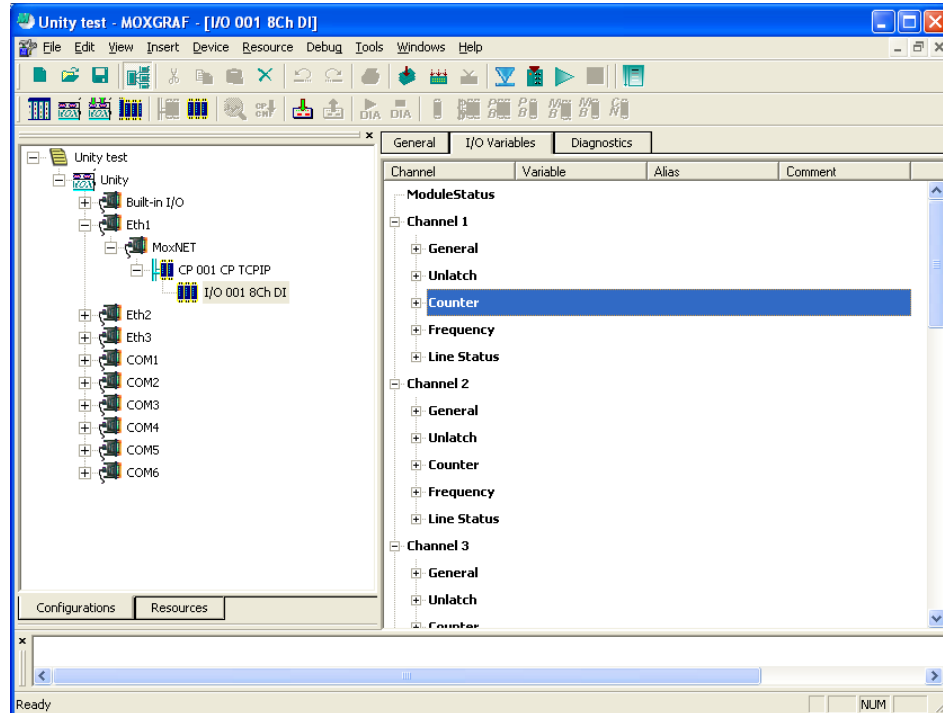 Unity test - MOXGRAF - [I/O 001 8Ch DI]
File Edit View Insert Device Resource Debug Tools Windows Help
DIA DIA
General I/O Variables Diagnostics
Channel Variable Alias Comment
Unity test
Unity
Built-in I/O
Eth1
MoxNET
CP 001 CP TCPIP
I/O 001 8Ch DI
Eth2
Eth3
COM1
COM2
COM3
COM4
COM5
COM6
Configurations Resources
ModuleStatus
Channel 1
General
Unlatch
Counter
Frequency
Line Status
Channel 2
General
Unlatch
Counter
Frequency
Line Status
Channel 3
General
Unlatch
Counter
Ready NUM